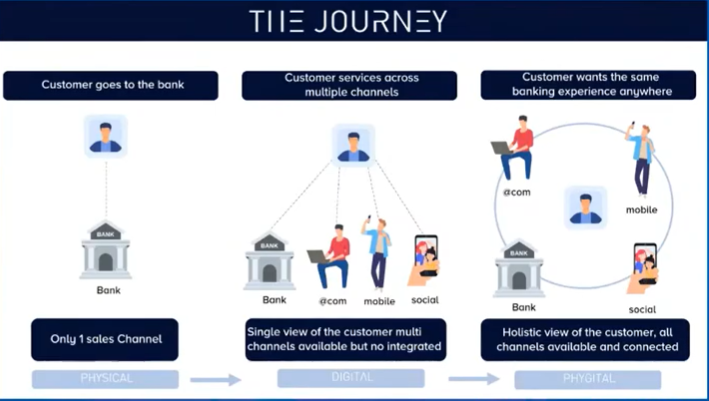 THE JOURNEY
Customer goes to the bank
BANK
Bank
Only 1 sales Channel
PHYSICAL
Customer services across
multiple channels
BANK
Bank
@com
mobile
social
Single view of the customer multi
channels available but no integrated
DIGITAL
Customer wants the same
banking experience anywhere
@com
mobile
BANK
Bank
social
Holistic view of the customer, all
channels available and connected
PHYGITAL